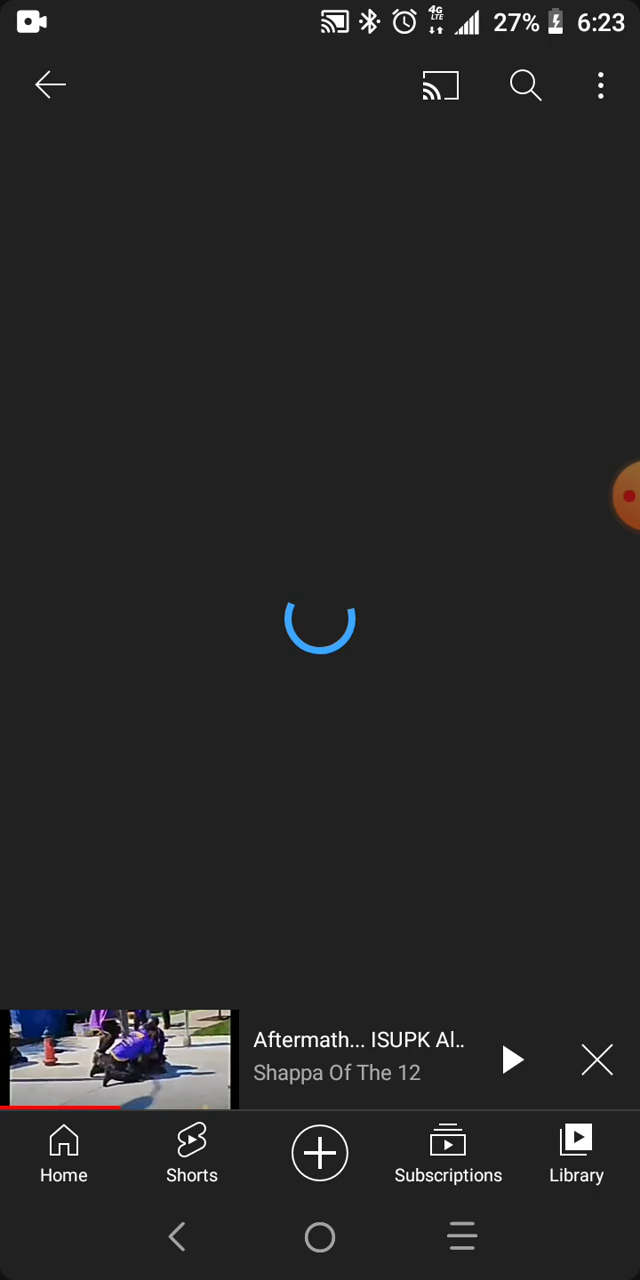 4G
LTE
27%
6:23
Aftermath... ISUPK Al..
Shappa Of The 12
Home
Shorts
Subscriptions
Library